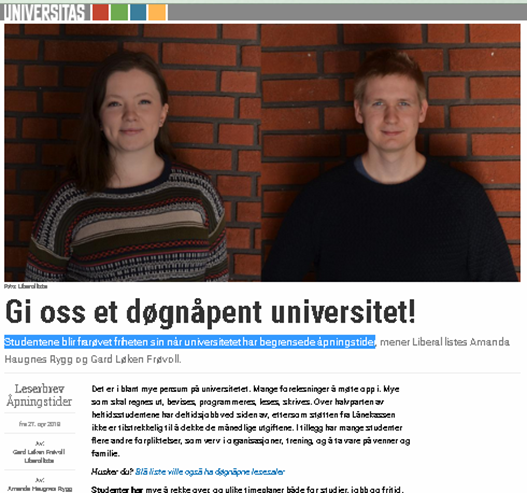 UNIVERSITAS
Foto: Liberal liste
Gi oss et døgnåpent universitet!
Studentene blir frarøvet friheten sin når universitetet har begrensede åpningstider, mener Liberal listes Amanda
Haugnes Rygg og Gard Løken Frøvoll.
Leserbrev
Åpningstider
fra 27. apr 2018
Av:
Gard Løken Frøvoll
Liberal liste
Av:
Amanda Haugnes Rygg
Det er i blant mye pensum på universitetet. Mange forelesninger å møte opp i. Mye
som skal regnes ut, bevises, programmeres, leses, skrives. Over halvparten av
heltidsstudentene har deltidsjobb ved siden av, ettersom støtten fra Lånekassen
ikke er tilstrekkelig til å dekke de månedlige utgiftene. I tillegg har mange studenter
flere andre forpliktelser, som verv i organisasjoner, trening, og å ta vare på venner og
familie.
Husker du? Blå liste ville også ha døgnåpne lesesaler
Studenter har mye å rekke over, og ulike timeplaner både for studier, jobb og fritid.